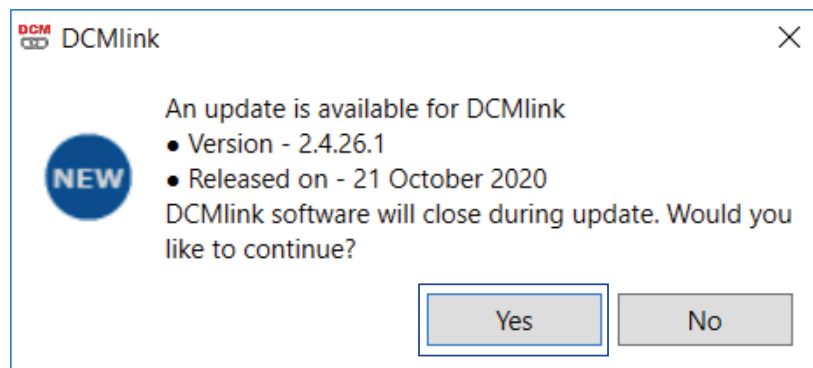 DCM DCMlink
NEW
An update is available for DCMlink
● Version - 2.4.26.1
● Released on - 21 October 2020
DCMlink software will close during update. Would you
like to continue?
Yes No